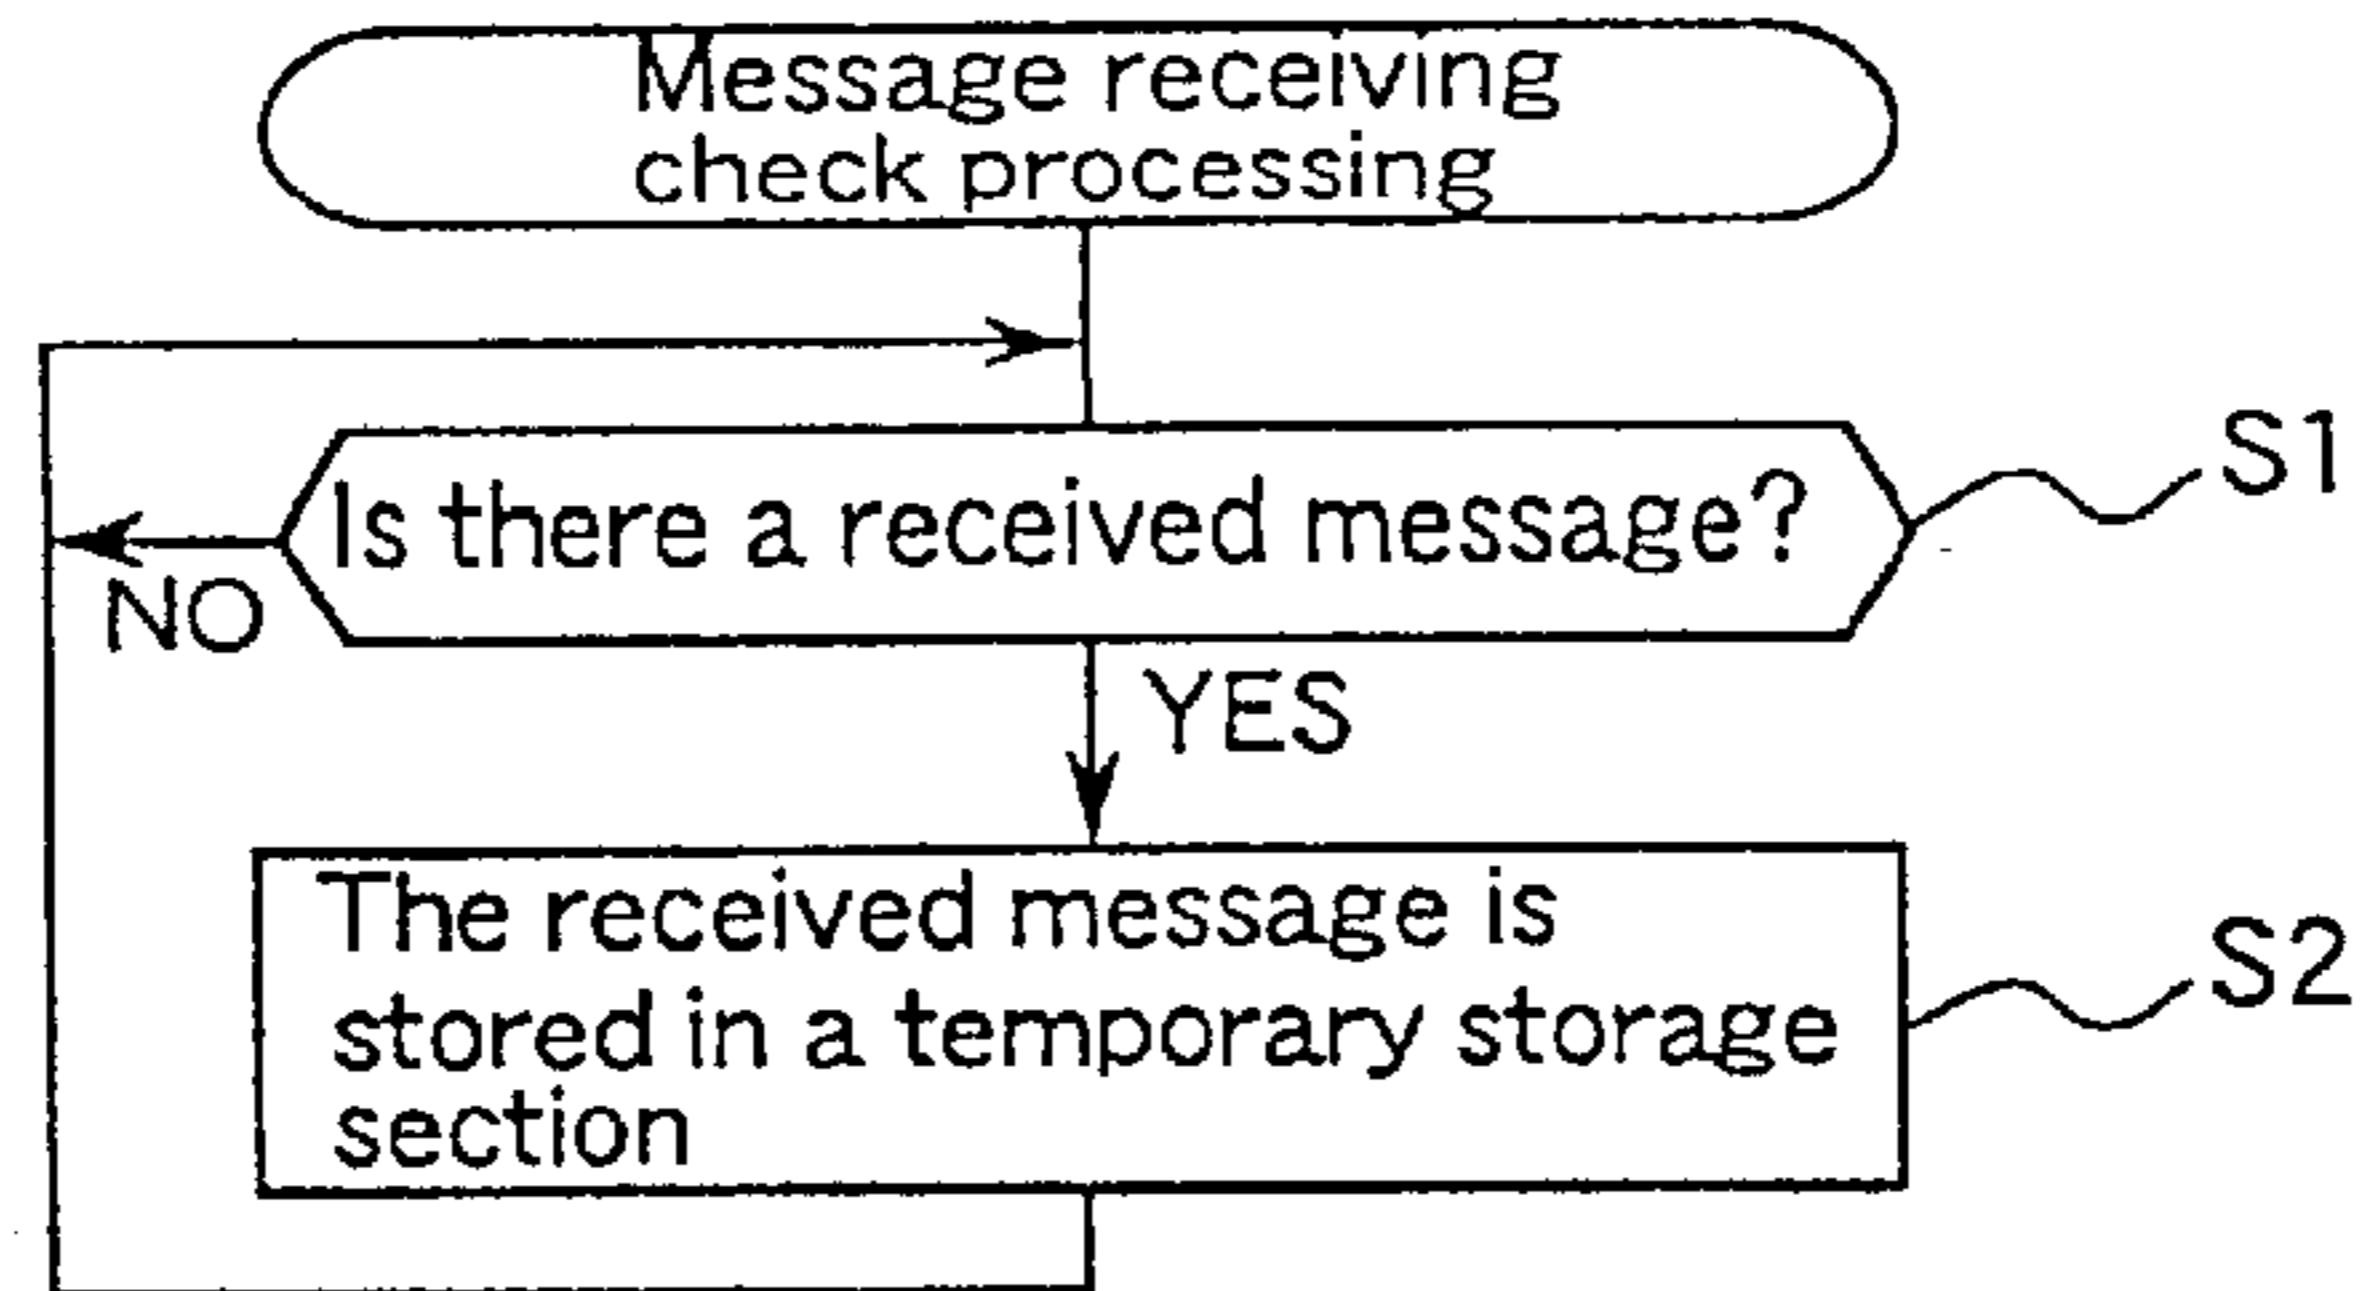 Message receiving
check processing
Is there a received message?
S1
NO
YES
The received message is
stored in a temporary storage
section
S2